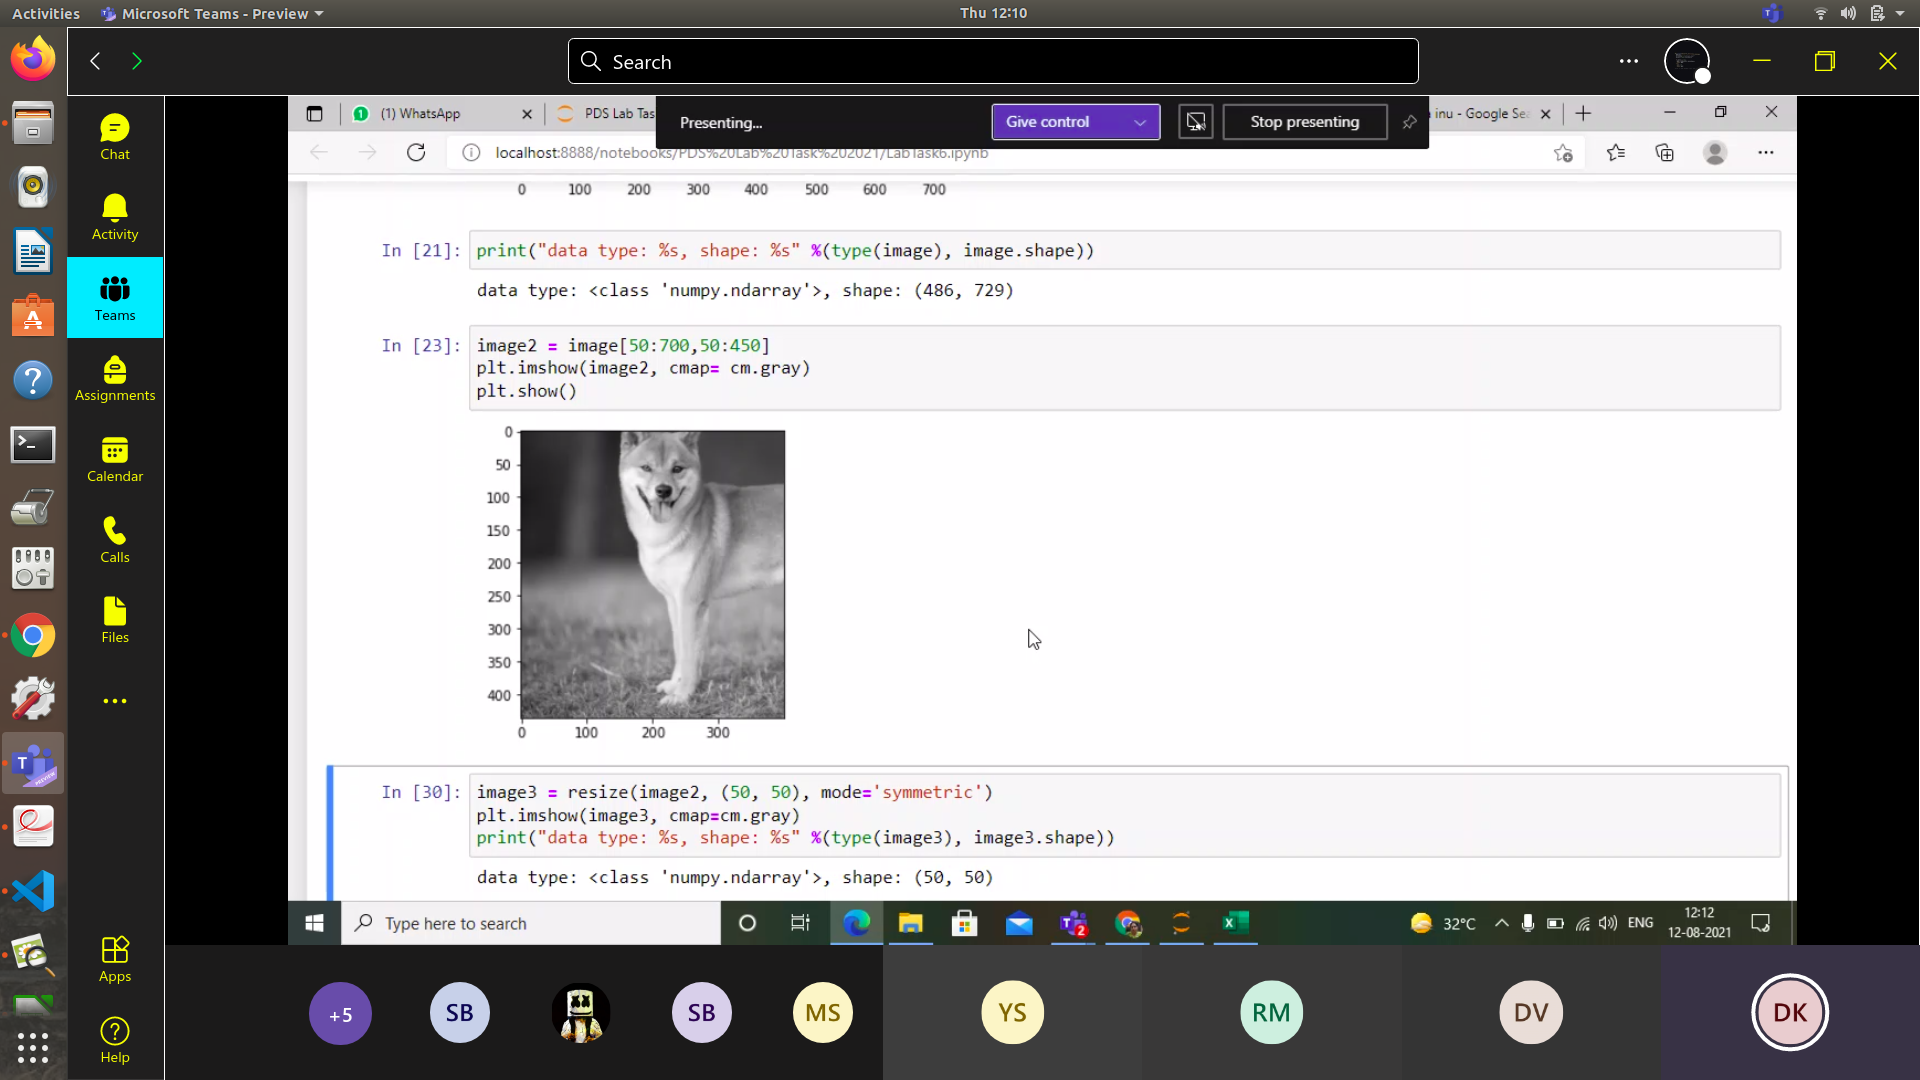 Activities
Microsoft Teams - Preview
Thu 12:10
Search
Chat
Activity
Teams
Assignments
Calendar
Calls
Files
Apps
Help
(1) WhatsApp
PDS Lab Tas
Presenting...
Give control
Stop presenting
inu - Google Sea
localhost:8888/notebooks/PDS%20Lab%20Task%202021/LabTask6.ipynb
0 100 200 300 400 500 600 700
In [21]: print("data type: %s, shape: %s" %(type(image), image.shape))
data type: <class 'numpy.ndarray'>, shape: (486, 729)
In [23]: image2 = image[50:700,50:450]
plt.imshow(image2, cmap= cm.gray)
plt.show()
0
50
100
150
200
250
300
350
400
0 100 200 300
In [30]: image3 = resize(image2, (50, 50), mode='symmetric')
plt.imshow(image3, cmap=cm.gray)
print("data type: %s, shape: %s" %(type(image3), image3.shape))
data type: <class 'numpy.ndarray'>, shape: (50, 50)
Type here to search
2
32°C
ENG
12:12
12-08-2021
+5
SB
SB
MS
YS
RM
DV
DK